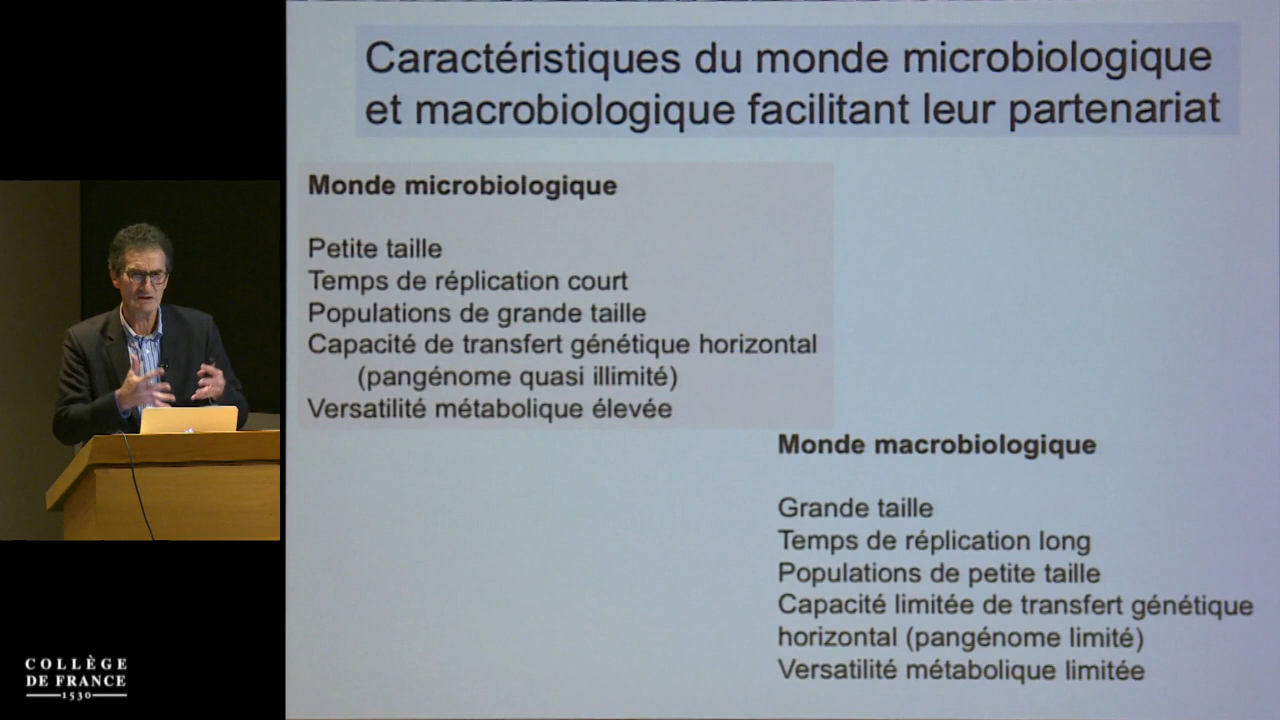 Caractéristiques du monde microbiologique
et macrobiologique facilitant leur partenariat
Monde microbiologique
Petite taille
Temps de réplication court
Populations de grande taille
Capacité de transfert génétique horizontal
(pangénome quasi illimité)
Versatilité métabolique élevée
Monde macrobiologique
Grande taille
Temps de réplication long
Populations de petite taille
Capacité limitée de transfert génétique
horizontal (pangénome limité)
Versatilité métabolique limitée
COLLÈGE
DE FRANCE
1530